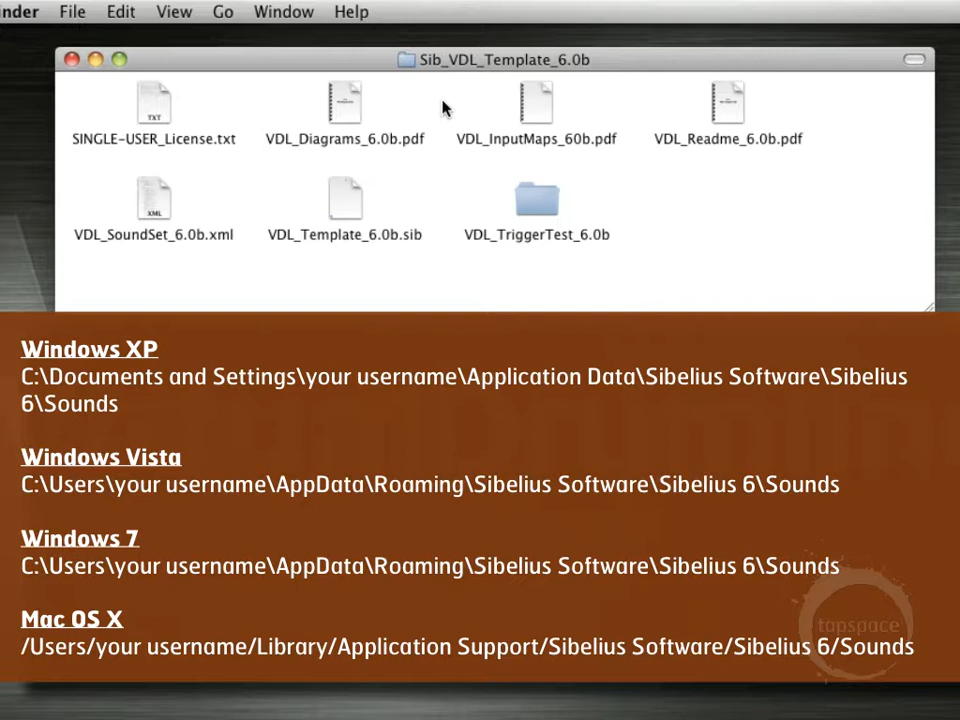 inder File Edit View Go Window Help
Sib_VDL_Template_6.0b
TXT
SINGLE-USER_License.txt VDL_Diagrams_6.0b.pdf VDL_InputMaps_60b.pdf VDL_Readme_6.0b.pdf
XML
VDL_SoundSet_6.0b.xml VDL_Template_6.0b.sib VDL_TriggerTest_6.0b
Windows XP
C:\Documents and Settings\your username\Application Data\Sibelius Software\Sibelius
6\Sounds
Windows Vista
C:\Users\your username\AppData\Roaming\Sibelius Software\Sibelius 6\Sounds
Windows 7
C:\Users\your username\AppData\Roaming\Sibelius Software\Sibelius 6\Sounds
Mac OS X
/Users/your username/Library/Application Support/Sibelius Software/Sibelius 6/Sounds
tapspace